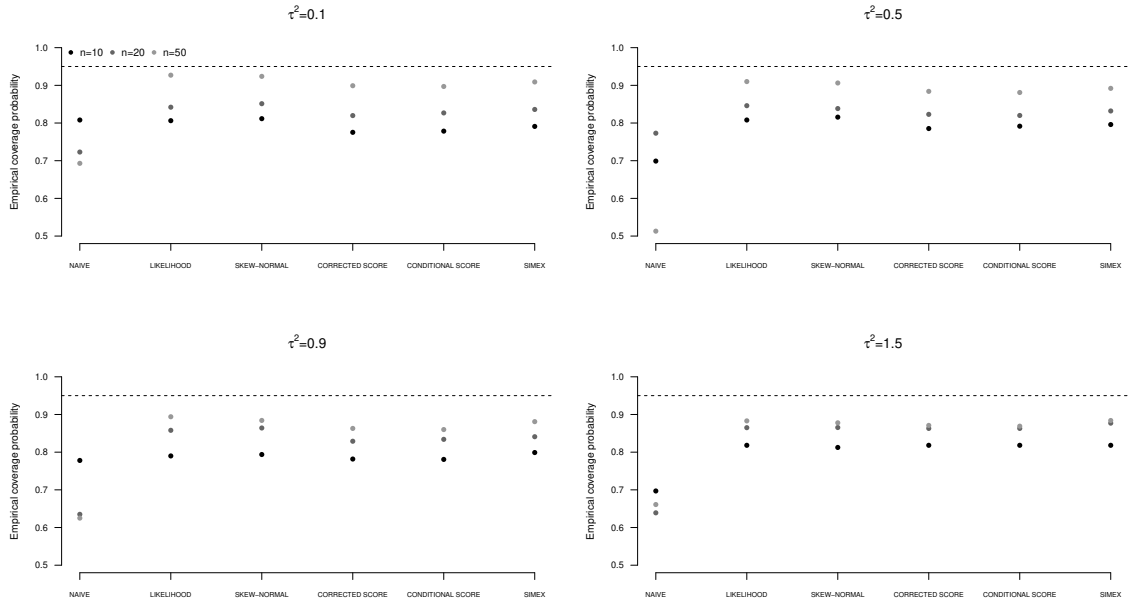 τ²=0.1
Empirical coverage probability
1.0
0.9
0.8
0.7
0.6
0.5
n=10 n=20 n=50
NAIVE LIKELIHOOD SKEW−NORMAL CORRECTED SCORE CONDITIONAL SCORE SIMEX
τ²=0.5
Empirical coverage probability
1.0
0.9
0.8
0.7
0.6
0.5
NAIVE LIKELIHOOD SKEW−NORMAL CORRECTED SCORE CONDITIONAL SCORE SIMEX
τ²=0.9
Empirical coverage probability
1.0
0.9
0.8
0.7
0.6
0.5
NAIVE LIKELIHOOD SKEW−NORMAL CORRECTED SCORE CONDITIONAL SCORE SIMEX
τ²=1.5
Empirical coverage probability
1.0
0.9
0.8
0.7
0.6
0.5
NAIVE LIKELIHOOD SKEW−NORMAL CORRECTED SCORE CONDITIONAL SCORE SIMEX